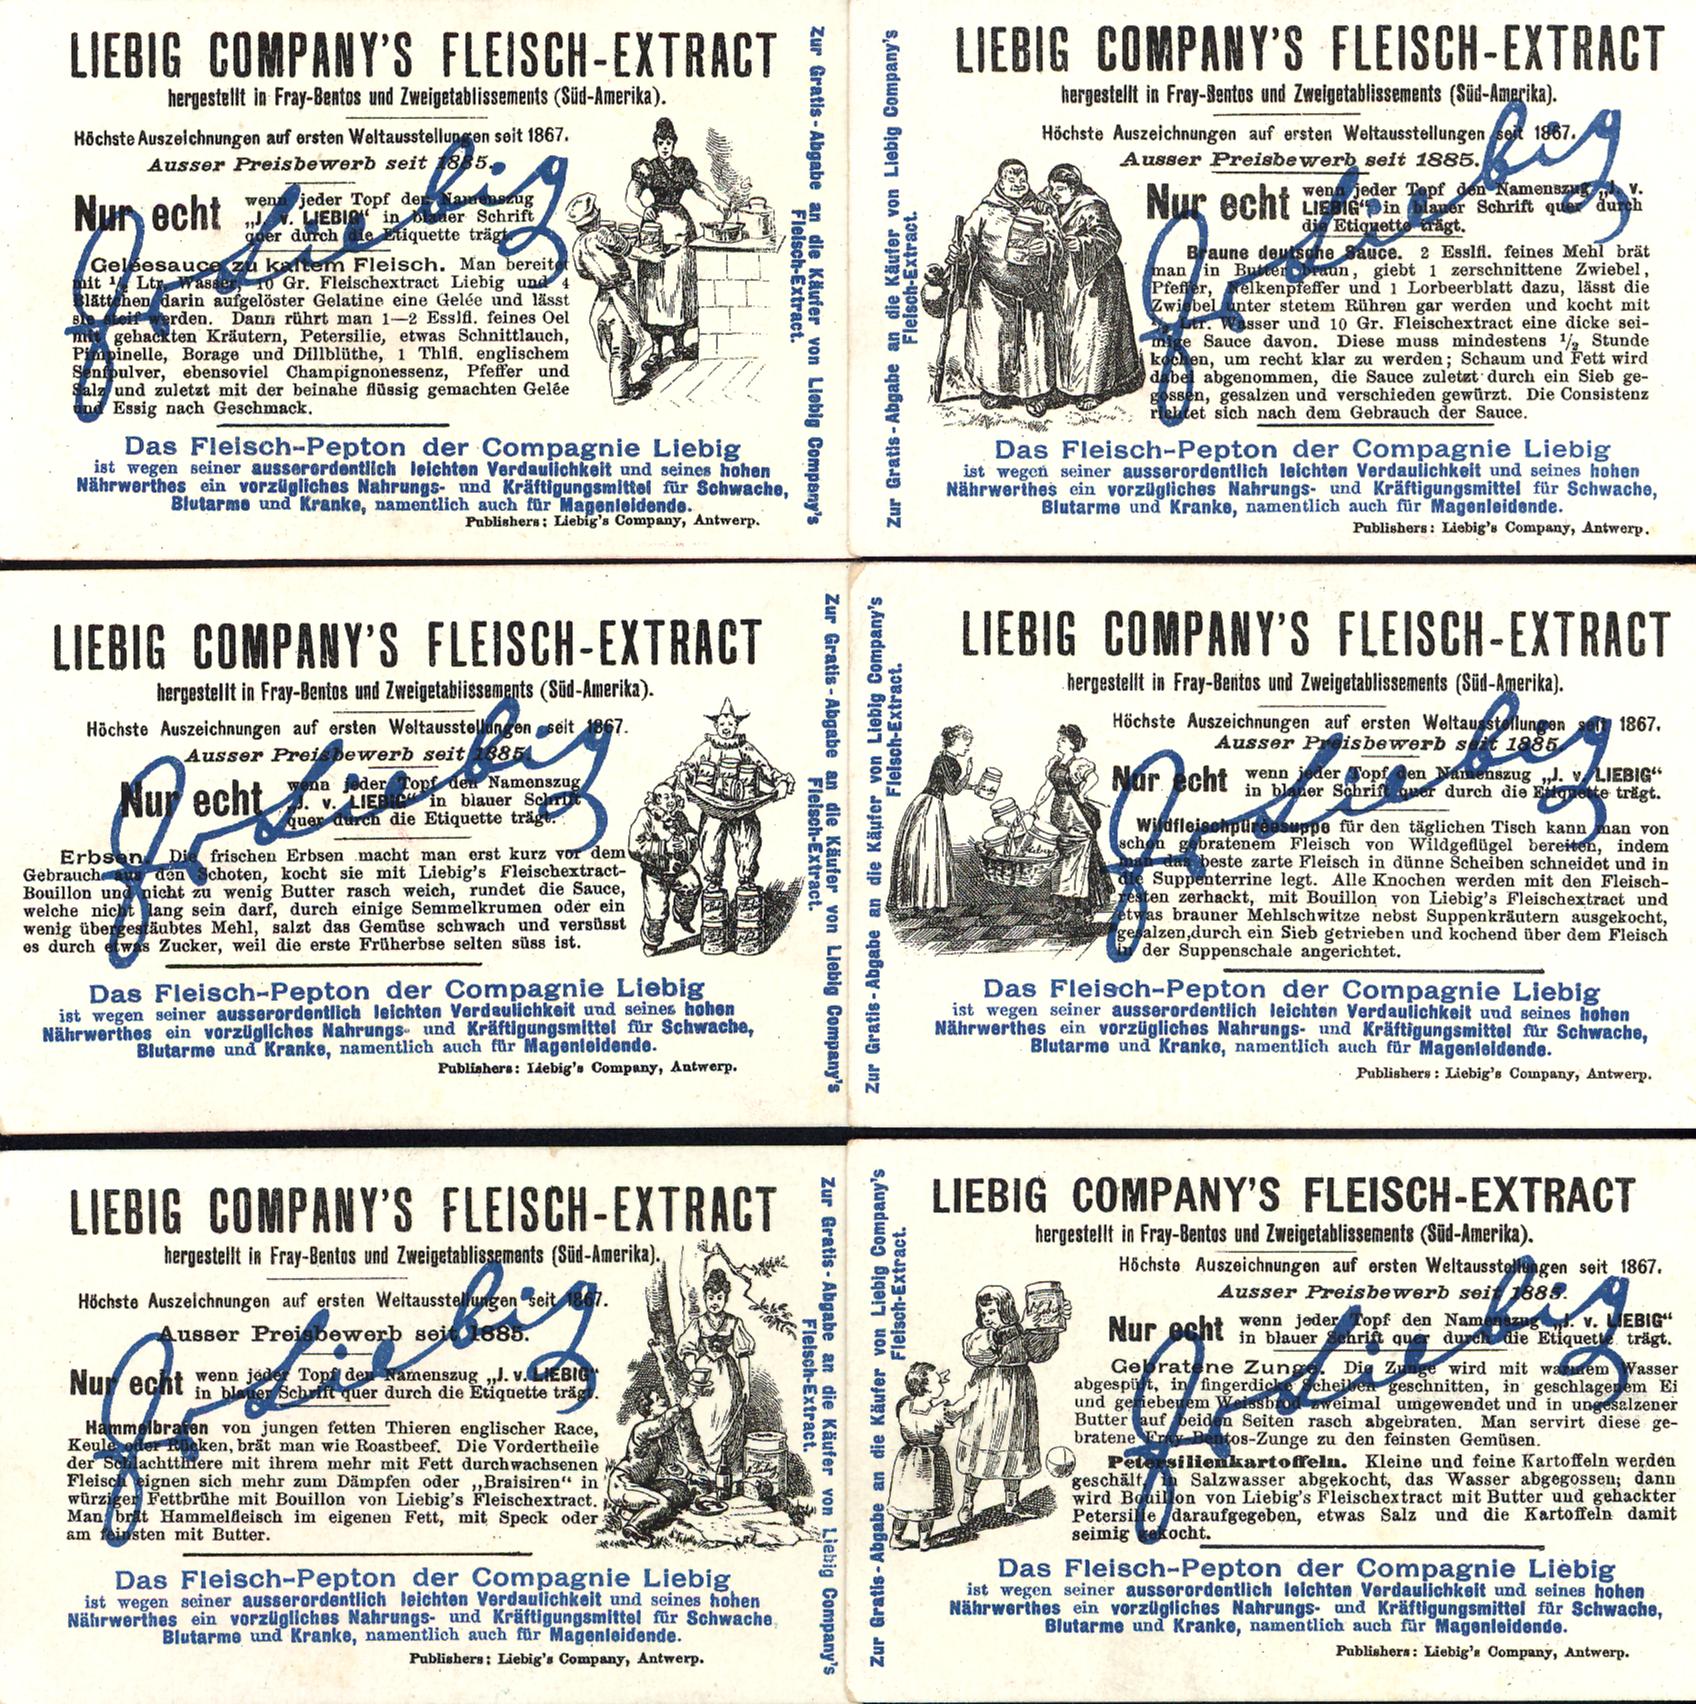 LIEBIG COMPANY'S FLEISCH-EXTRACT
hergestellt in Fray-Bentos und Zweigetablissements (Süd-Amerika).
Höchste Auszeichnungen auf ersten Weltausstellungen seit 1867.
Ausser Preisbewerb seit 1885.
Nur echt wenn jeder Topf den Namenszug
„J. v. LIEBIG“ in blauer Schrift
quer durch die Etiquette trägt.
Geléesauce zu kaltem Fleisch. Man bereitet
mit ¼ Ltr. Wasser, 10 Gr. Fleischextract Liebig und 4
Blättchen darin aufgelöster Gelatine eine Gelée und lässt
sie steif werden. Dann rührt man 1—2 Esslfl. feines Oel
mit gehackten Kräutern, Petersilie, etwas Schnittlauch,
Pimpinelle, Borage und Dillblüthe, 1 Thlfl. englischem
Senfpulver, ebensoviel Champignonessenz, Pfeffer und
Salz und zuletzt mit der beinahe flüssig gemachten Gelée
und Essig nach Geschmack.
Das Fleisch-Pepton der Compagnie Liebig
ist wegen seiner ausserordentlich leichten Verdaulichkeit und seines hohen
Nährwerthes ein vorzügliches Nahrungs- und Kräftigungsmittel für Schwache,
Blutarme und Kranke, namentlich auch für Magenleidende.
Publishers: Liebig's Company, Antwerp.
Zur Gratis-Abgabe an die Käufer von Liebig Company's
Fleisch-Extract.
J v Liebig
LIEBIG COMPANY'S FLEISCH-EXTRACT
hergestellt in Fray-Bentos und Zweigetablissements (Süd-Amerika).
Höchste Auszeichnungen auf ersten Weltausstellungen seit 1867.
Ausser Preisbewerb seit 1885.
Nur echt wenn jeder Topf den Namenszug „J. v.
LIEBIG“ in blauer Schrift quer durch
die Etiquette trägt.
Braune deutsche Sauce. 2 Esslfl. feines Mehl brät
man in Butter braun, giebt 1 zerschnittene Zwiebel,
Pfeffer, Nelkenpfeffer und 1 Lorbeerblatt dazu, lässt die
Zwiebel unter stetem Rühren gar werden und kocht mit
Ltr. Wasser und 10 Gr. Fleischextract eine dicke sei-
mige Sauce davon. Diese muss mindestens ½ Stunde
kochen, um recht klar zu werden; Schaum und Fett wird
dabei abgenommen, die Sauce zuletzt durch ein Sieb ge-
gossen, gesalzen und verschieden gewürzt. Die Consistenz
richtet sich nach dem Gebrauch der Sauce.
Das Fleisch-Pepton der Compagnie Liebig
ist wegen seiner ausserordentlich leichten Verdaulichkeit und seines hohen
Nährwerthes ein vorzügliches Nahrungs- und Kräftigungsmittel für Schwache,
Blutarme und Kranke, namentlich auch für Magenleidende.
Publishers: Liebig's Company, Antwerp.
Zur Gratis-Abgabe an die Käufer von Liebig Company's
Fleisch-Extract.
J v Liebig
LIEBIG COMPANY'S FLEISCH-EXTRACT
hergestellt in Fray-Bentos und Zweigetablissements (Süd-Amerika).
Höchste Auszeichnungen auf ersten Weltausstellungen seit 1867.
Ausser Preisbewerb seit 1885.
Nur echt wenn jeder Topf den Namenszug
„J. v. LIEBIG“ in blauer Schrift
quer durch die Etiquette trägt.
Erbsen. Die frischen Erbsen macht man erst kurz vor dem
Gebrauch aus den Schoten, kocht sie mit Liebig's Fleischextract-
Bouillon und nicht zu wenig Butter rasch weich, rundet die Sauce,
welche nicht lang sein darf, durch einige Semmelkrumen oder ein
wenig übergestäubtes Mehl, salzt das Gemüse schwach und versüsst
es durch etwas Zucker, weil die erste Früherbse selten süss ist.
Das Fleisch-Pepton der Compagnie Liebig
ist wegen seiner ausserordentlich leichten Verdaulichkeit und seines hohen
Nährwerthes ein vorzügliches Nahrungs- und Kräftigungsmittel für Schwache,
Blutarme und Kranke, namentlich auch für Magenleidende.
Publishers: Liebig's Company, Antwerp.
Zur Gratis-Abgabe an die Käufer von Liebig Company's
Fleisch-Extract.
J v Liebig
LIEBIG COMPANY'S FLEISCH-EXTRACT
hergestellt in Fray-Bentos und Zweigetablissements (Süd-Amerika).
Höchste Auszeichnungen auf ersten Weltausstellungen seit 1867.
Ausser Preisbewerb seit 1885.
Nur echt wenn jeder Topf den Namenszug „J. v. LIEBIG“
in blauer Schrift quer durch die Etiquette trägt.
Wildfleischpüréesuppe für den täglichen Tisch kann man von
schon gebratenem Fleisch von Wildgeflügel bereiten, indem
man das beste zarte Fleisch in dünne Scheiben schneidet und in
die Suppenterrine legt. Alle Knochen werden mit den Fleisch-
resten zerhackt, mit Bouillon von Liebig's Fleischextract und
etwas brauner Mehlschwitze nebst Suppenkräutern ausgekocht,
gesalzen, durch ein Sieb getrieben und kochend über dem Fleisch
in der Suppenschale angerichtet.
Das Fleisch-Pepton der Compagnie Liebig
ist wegen seiner ausserordentlich leichten Verdaulichkeit und seines hohen
Nährwerthes ein vorzügliches Nahrungs- und Kräftigungsmittel für Schwache,
Blutarme und Kranke, namentlich auch für Magenleidende.
Publishers: Liebig's Company, Antwerp.
Zur Gratis-Abgabe an die Käufer von Liebig Company's
Fleisch-Extract.
J v Liebig
LIEBIG COMPANY'S FLEISCH-EXTRACT
hergestellt in Fray-Bentos und Zweigetablissements (Süd-Amerika).
Höchste Auszeichnungen auf ersten Weltausstellungen seit 1867.
Ausser Preisbewerb seit 1885.
Nur echt wenn jeder Topf den Namenszug „J. v. LIEBIG“
in blauer Schrift quer durch die Etiquette trägt.
Hammelbraten von jungen fetten Thieren englischer Race,
Keule oder Rücken, brät man wie Roastbeef. Die Vordertheile
der Schlachtthiere mit ihrem mehr mit Fett durchwachsenen
Fleisch eignen sich mehr zum Dämpfen oder „Braisiren“ in
würziger Fettbrühe mit Bouillon von Liebig's Fleischextract.
Man brät Hammelfleisch im eigenen Fett, mit Speck oder
am feinsten mit Butter.
Das Fleisch-Pepton der Compagnie Liebig
ist wegen seiner ausserordentlich leichten Verdaulichkeit und seines hohen
Nährwerthes ein vorzügliches Nahrungs- und Kräftigungsmittel für Schwache,
Blutarme und Kranke, namentlich auch für Magenleidende.
Publishers: Liebig's Company, Antwerp.
Zur Gratis-Abgabe an die Käufer von Liebig Company's
Fleisch-Extract.
J v Liebig
LIEBIG COMPANY'S FLEISCH-EXTRACT
hergestellt in Fray-Bentos und Zweigetablissements (Süd-Amerika).
Höchste Auszeichnungen auf ersten Weltausstellungen seit 1867.
Ausser Preisbewerb seit 1885.
Nur echt wenn jeder Topf den Namenszug „J. v. LIEBIG“
in blauer Schrift quer durch die Etiquette trägt.
Gebratene Zunge. Die Zunge wird mit warmem Wasser
abgespült, in fingerdicke Scheiben geschnitten, in geschlagenem Ei
und geriebenem Weissbrod zweimal umgewendet und in ungesalzener
Butter auf beiden Seiten rasch abgebraten. Man servirt diese ge-
bratene Fray-Bentos-Zunge zu den feinsten Gemüsen.
Petersilienkartoffeln. Kleine und feine Kartoffeln werden
geschält, in Salzwasser abgekocht, das Wasser abgegossen; dann
wird Bouillon von Liebig's Fleischextract mit Butter und gehackter
Petersilie daraufgegeben, etwas Salz und die Kartoffeln damit
seimig gekocht.
Das Fleisch-Pepton der Compagnie Liebig
ist wegen seiner ausserordentlich leichten Verdaulichkeit und seines hohen
Nährwerthes ein vorzügliches Nahrungs- und Kräftigungsmittel für Schwache,
Blutarme und Kranke, namentlich auch für Magenleidende.
Publishers: Liebig's Company, Antwerp.
Zur Gratis-Abgabe an die Käufer von Liebig Company's
Fleisch-Extract.
J v Liebig